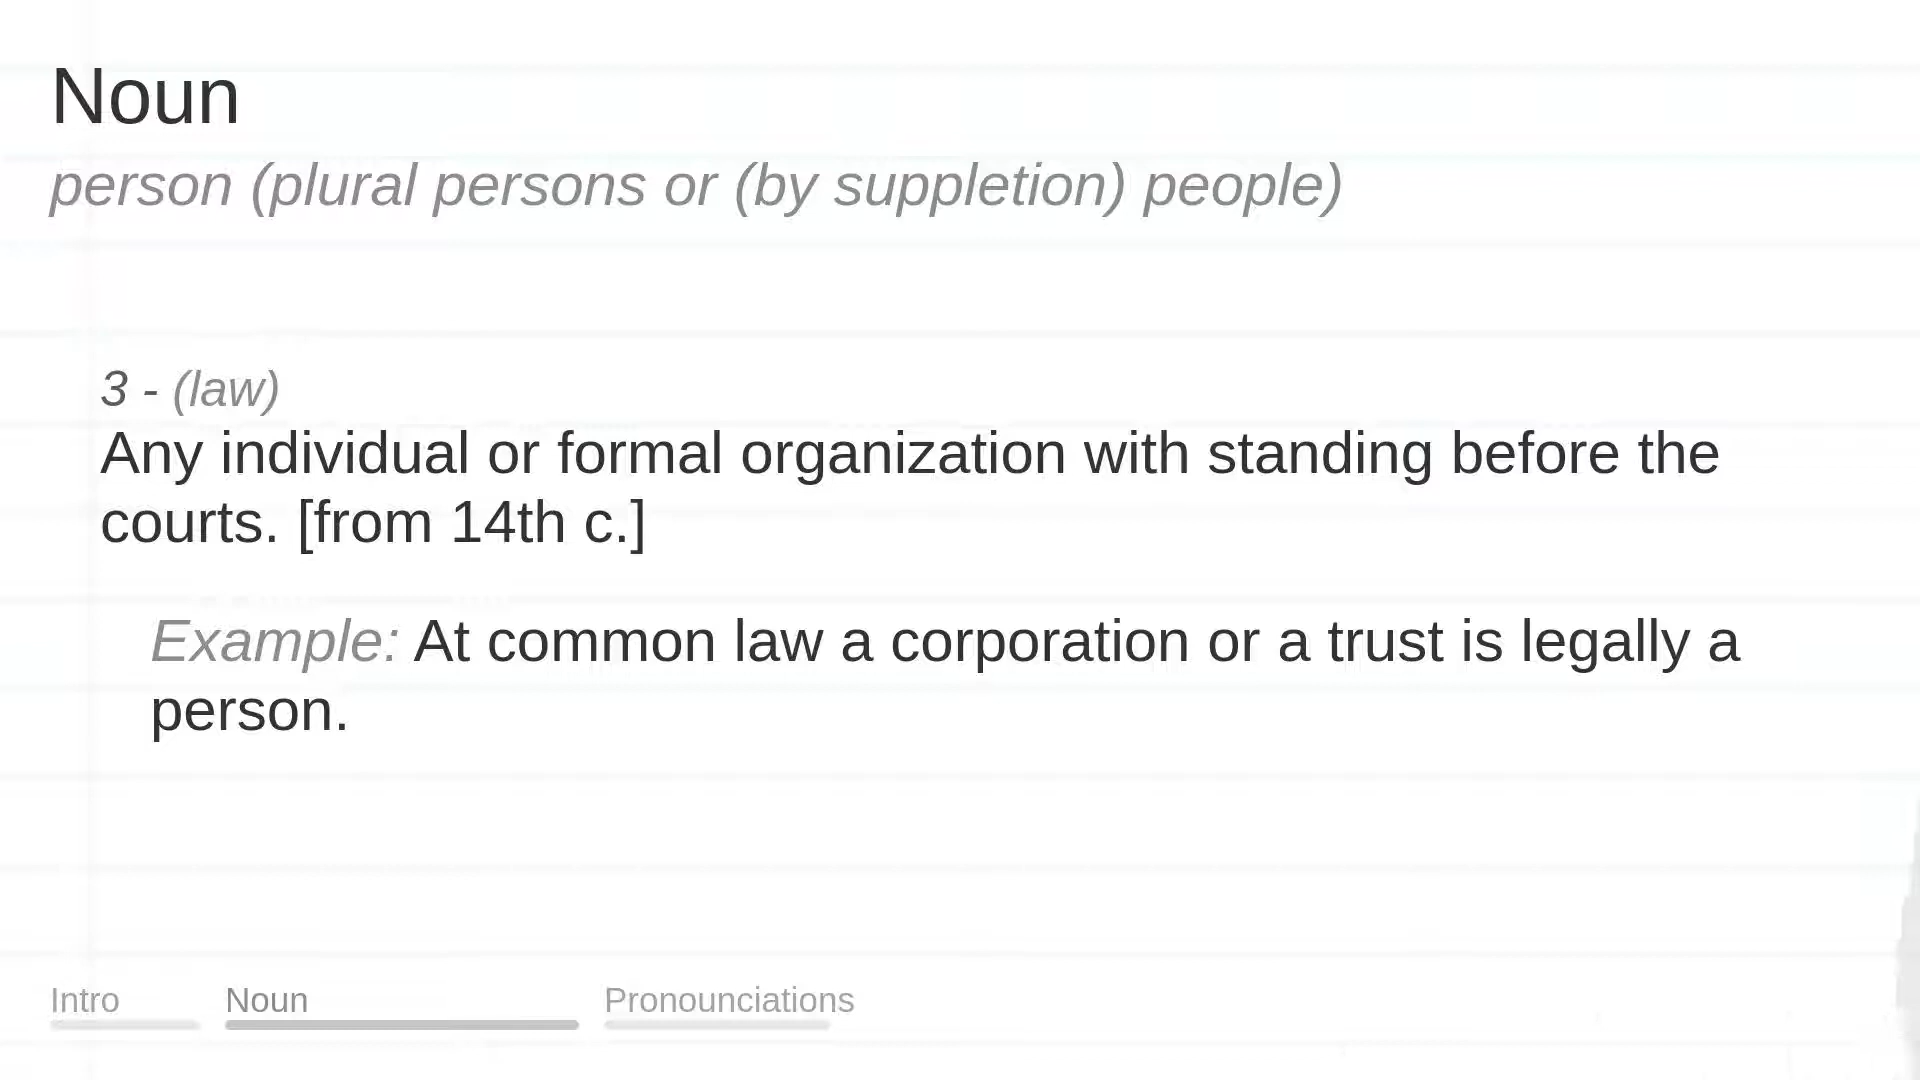 Noun
person (plural persons or (by suppletion) people)
3 - (law)
Any individual or formal organization with standing before the
courts. [from 14th c.]
Example: At common law a corporation or a trust is legally a
person.
Intro Noun Pronounciations